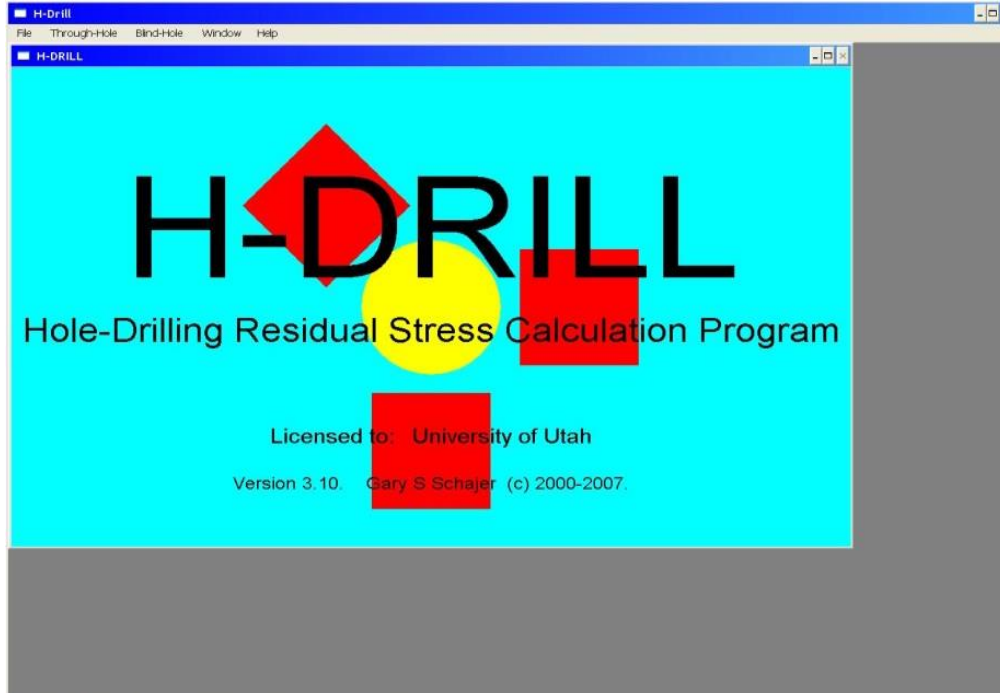 H-Drill
File Through-Hole Blind-Hole Window Help
H-DRILL
H-DRILL
Hole-Drilling Residual Stress Calculation Program
Licensed to: University of Utah
Version 3.10. Gary S Schajer (c) 2000-2007.